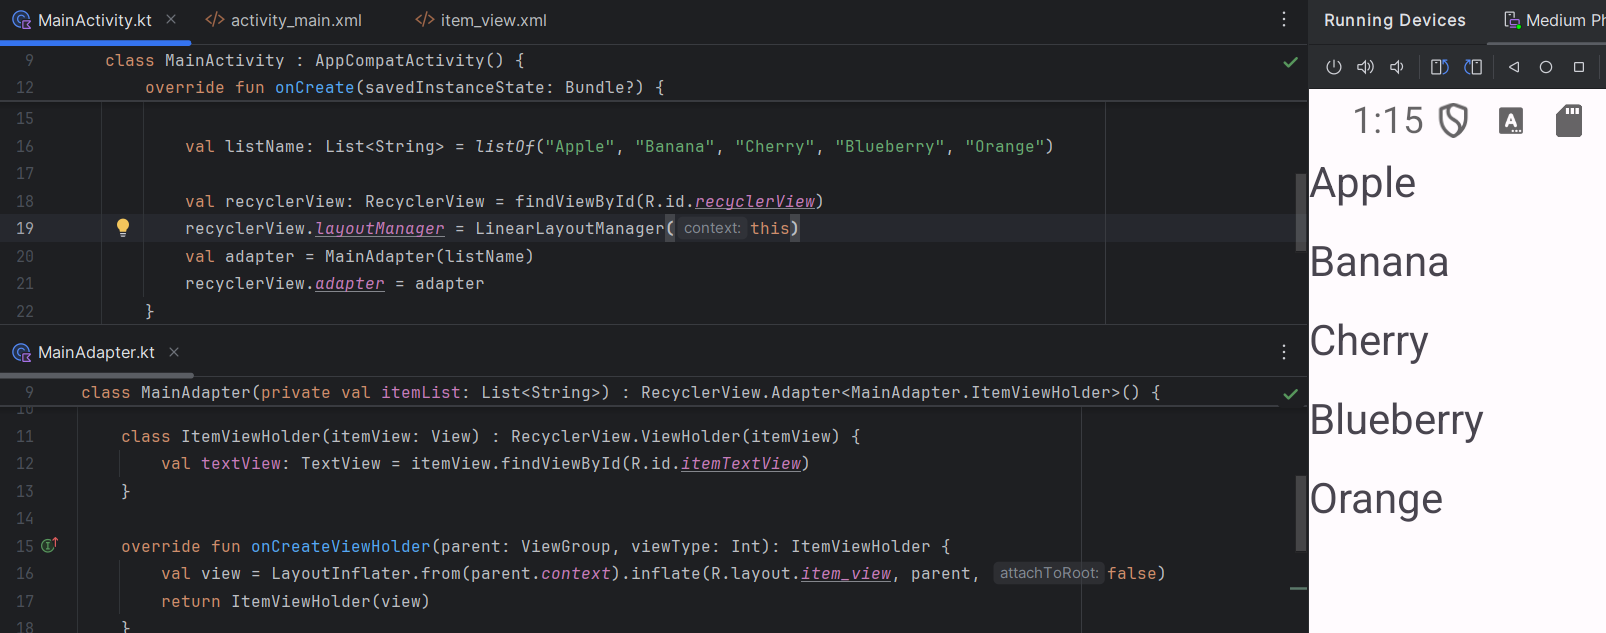 MainActivity.kt
activity_main.xml
item_view.xml
9 class MainActivity : AppCompatActivity() {
12 override fun onCreate(savedInstanceState: Bundle?) {
15
16 val listName: List<String> = listOf("Apple", "Banana", "Cherry", "Blueberry", "Orange")
17
18 val recyclerView: RecyclerView = findViewById(R.id.recyclerView)
19 recyclerView.layoutManager = LinearLayoutManager( context: this)
20 val adapter = MainAdapter(listName)
21 recyclerView.adapter = adapter
22 }
MainAdapter.kt
9 class MainAdapter(private val itemList: List<String>) : RecyclerView.Adapter<MainAdapter.ItemViewHolder>() {
10
11 class ItemViewHolder(itemView: View) : RecyclerView.ViewHolder(itemView) {
12 val textView: TextView = itemView.findViewById(R.id.itemTextView)
13 }
14
15 override fun onCreateViewHolder(parent: ViewGroup, viewType: Int): ItemViewHolder {
16 val view = LayoutInflater.from(parent.context).inflate(R.layout.item_view, parent, attachToRoot: false)
17 return ItemViewHolder(view)
18 }
Running Devices
Medium
1:15
A
Apple
Banana
Cherry
Blueberry
Orange